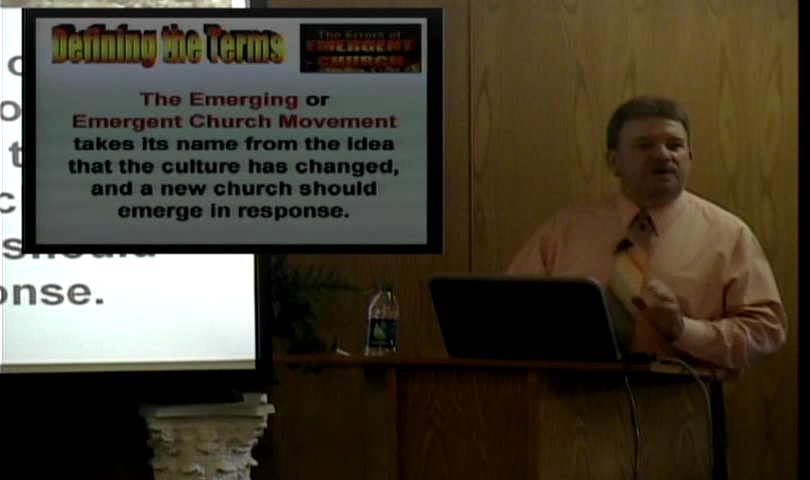 Defining the Terms
The Errors of
EMERGENT
CHURCH
The Emerging or
Emergent Church Movement
takes its name from the idea
that the culture has changed,
and a new church should
emerge in response.
should
onse.